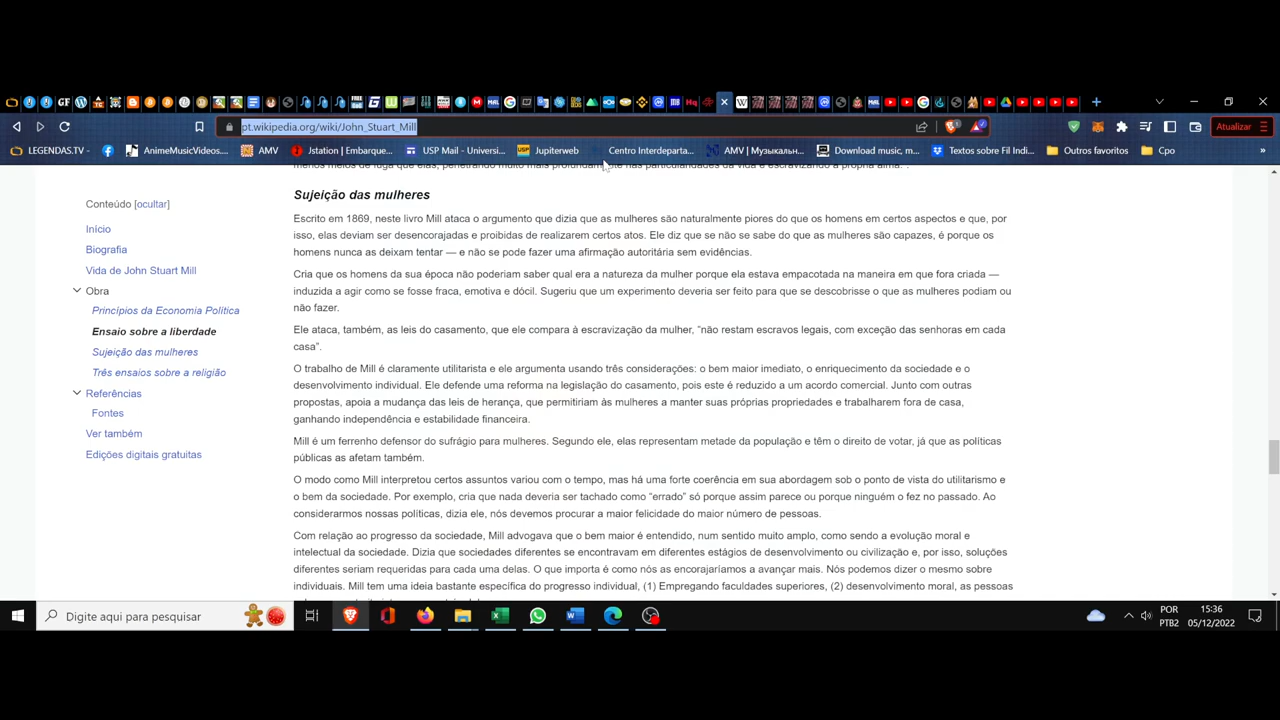 pt.wikipedia.org/wiki/John_Stuart_Mill
Atualizar
LEGENDAS.TV
AnimeMusicVideos...
AMV
Jstation | Embarque...
USP Mail - Universi...
Jupiterweb
Centro Interdeparta...
AMV | Музыкальн...
Download music, m...
Textos sobre Fil Indi...
Outros favoritos
Cpo
menos meios de fuga que elas, penetrando muito mais profundamente nas particularidades da vida e escravizando a própria alma.
Conteúdo [ocultar]
Início
Biografia
Vida de John Stuart Mill
Obra
Princípios da Economia Política
Ensaio sobre a liberdade
Sujeição das mulheres
Três ensaios sobre a religião
Referências
Fontes
Ver também
Edições digitais gratuitas
Sujeição das mulheres
Escrito em 1869, neste livro Mill ataca o argumento que dizia que as mulheres são naturalmente piores do que os homens em certos aspectos e que, por
isso, elas deviam ser desencorajadas e proibidas de realizarem certos atos. Ele diz que se não se sabe do que as mulheres são capazes, é porque os
homens nunca as deixam tentar — e não se pode fazer uma afirmação autoritária sem evidências.
Cria que os homens da sua época não poderiam saber qual era a natureza da mulher porque ela estava empacotada na maneira em que fora criada —
induzida a agir como se fosse fraca, emotiva e dócil. Sugeriu que um experimento deveria ser feito para que se descobrisse o que as mulheres podiam ou
não fazer.
Ele ataca, também, as leis do casamento, que ele compara à escravização da mulher, “não restam escravos legais, com exceção das senhoras em cada
casa”.
O trabalho de Mill é claramente utilitarista e ele argumenta usando três considerações: o bem maior imediato, o enriquecimento da sociedade e o
desenvolvimento individual. Ele defende uma reforma na legislação do casamento, pois este é reduzido a um acordo comercial. Junto com outras
propostas, apoia a mudança das leis de herança, que permitiriam às mulheres a manter suas próprias propriedades e trabalharem fora de casa,
ganhando independência e estabilidade financeira.
Mill é um ferrenho defensor do sufrágio para mulheres. Segundo ele, elas representam metade da população e têm o direito de votar, já que as políticas
públicas as afetam também.
O modo como Mill interpretou certos assuntos variou com o tempo, mas há uma forte coerência em sua abordagem sob o ponto de vista do utilitarismo e
o bem da sociedade. Por exemplo, cria que nada deveria ser tachado como “errado” só porque assim parece ou porque ninguém o fez no passado. Ao
considerarmos nossas políticas, dizia ele, nós devemos procurar a maior felicidade do maior número de pessoas.
Com relação ao progresso da sociedade, Mill advogava que o bem maior é entendido, num sentido muito amplo, como sendo a evolução moral e
intelectual da sociedade. Dizia que sociedades diferentes se encontravam em diferentes estágios de desenvolvimento ou civilização e, por isso, soluções
diferentes seriam requeridas para cada uma delas. O que importa é como nós as encorajaríamos a avançar mais. Nós podemos dizer o mesmo sobre
individuais. Mill tem uma ideia bastante específica do progresso individual, (1) Empregando faculdades superiores, (2) desenvolvimento moral, as pessoas
Digite aqui para pesquisar
POR
PTB2
15:36
05/12/2022